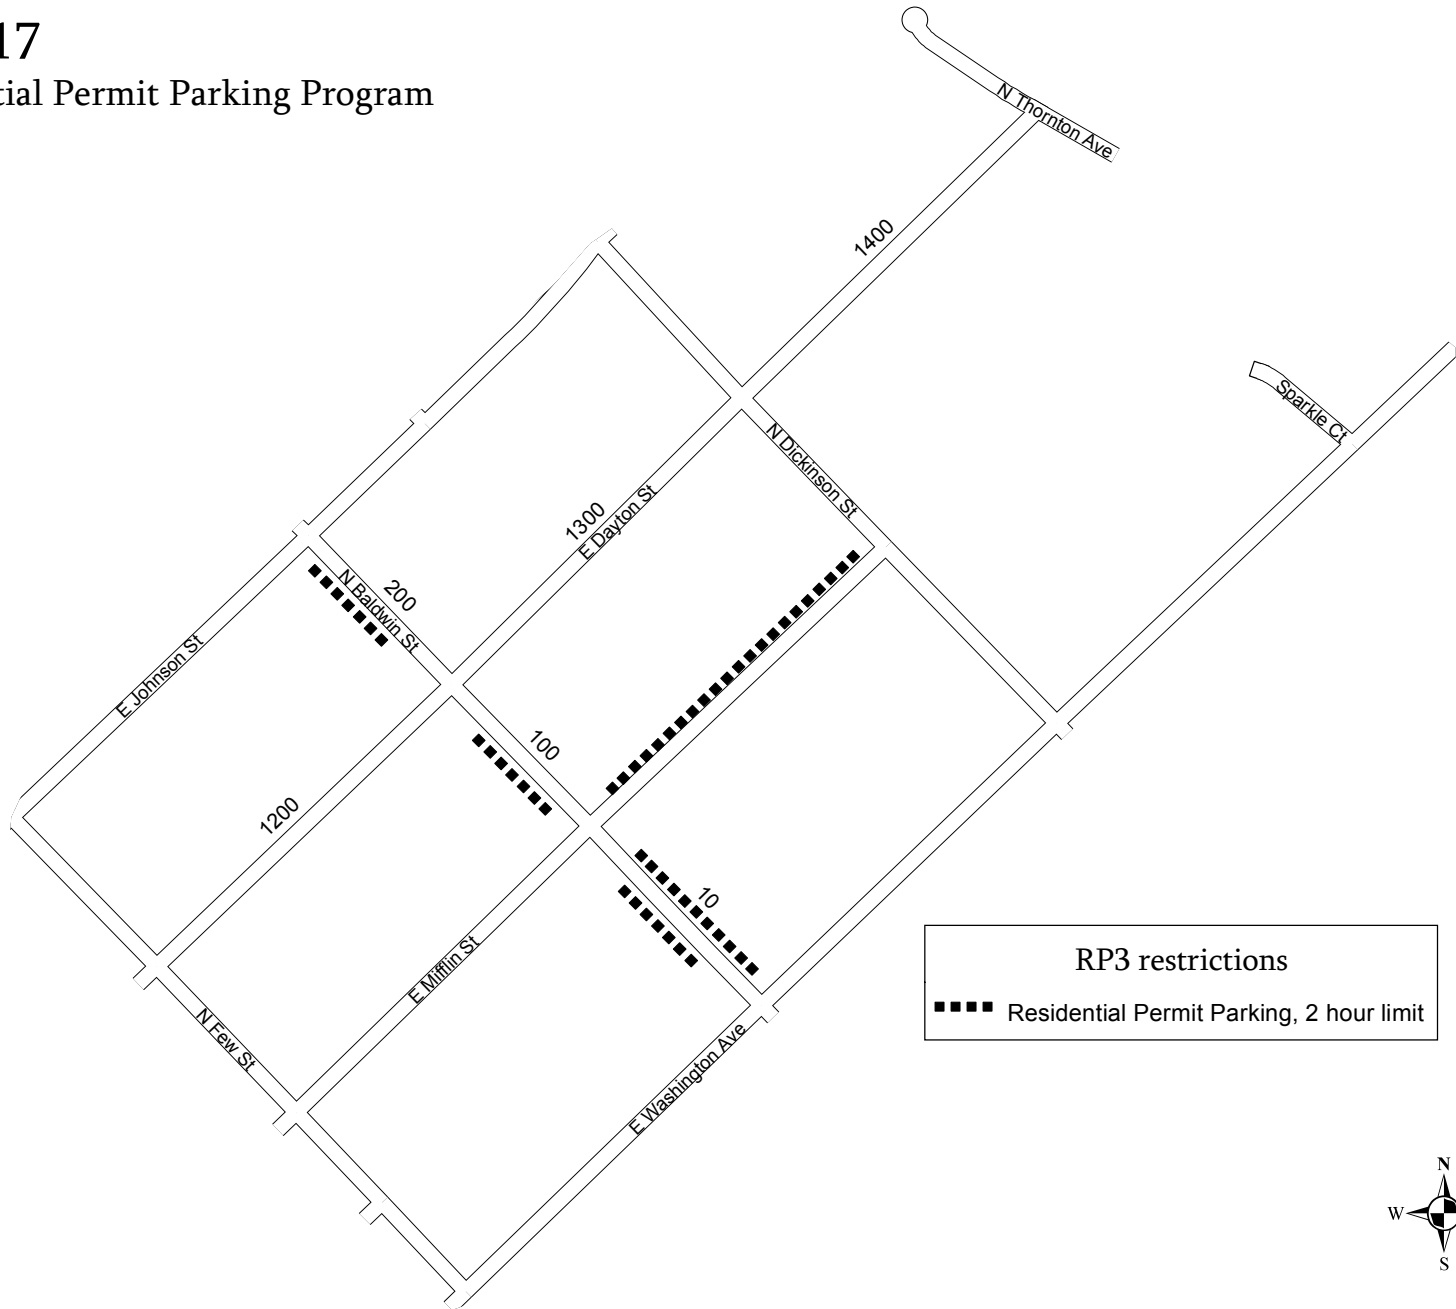 17
tial Permit Parking Program
N Thornton Ave
1400
Sparkle Ct
N Dickinson St
1300
E Dayton St
200
N Baldwin St
E Johnson St
100
1200
10
E Mifflin St
N Few St
E Washington Ave
RP3 restrictions
Residential Permit Parking, 2 hour limit
N
W
S